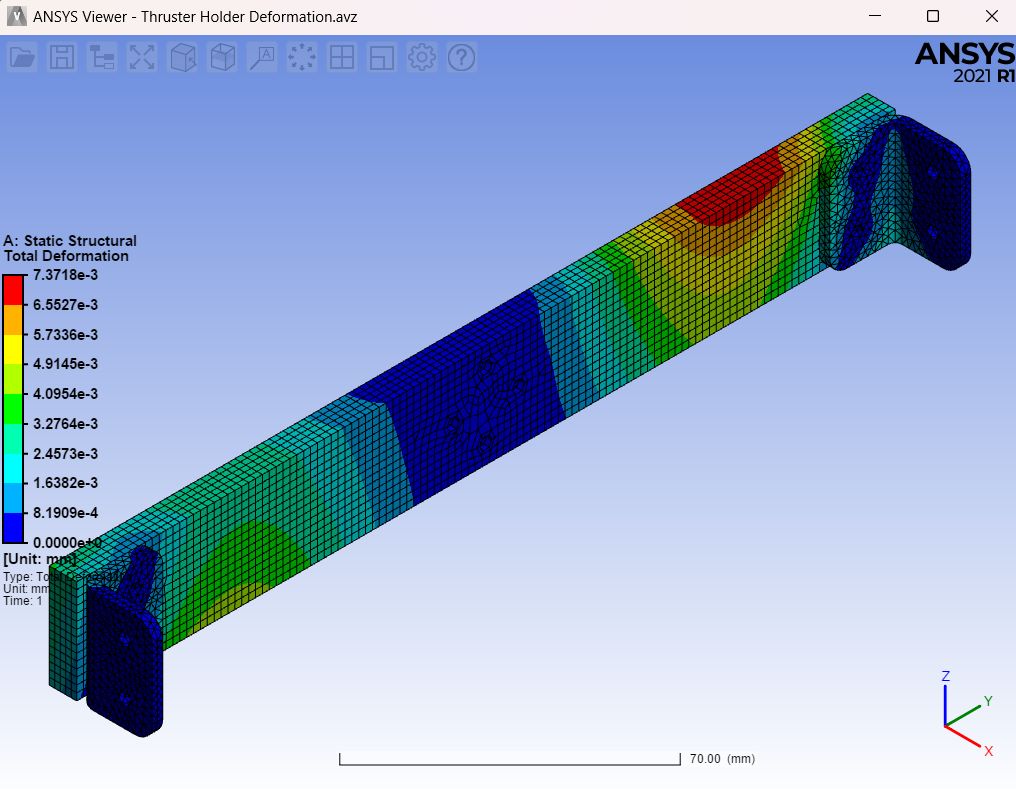 ANSYS Viewer - Thruster Holder Deformation.avz
ANSYS
2021 R1
A: Static Structural
Total Deformation
7.3718e-3
6.5527e-3
5.7336e-3
4.9145e-3
4.0954e-3
3.2764e-3
2.4573e-3
1.6382e-3
8.1909e-4
0.0000e+0
[Unit: mm]
Type: Total Deformation
Unit: mm
Time: 1
70.00 (mm)
Z
Y
X